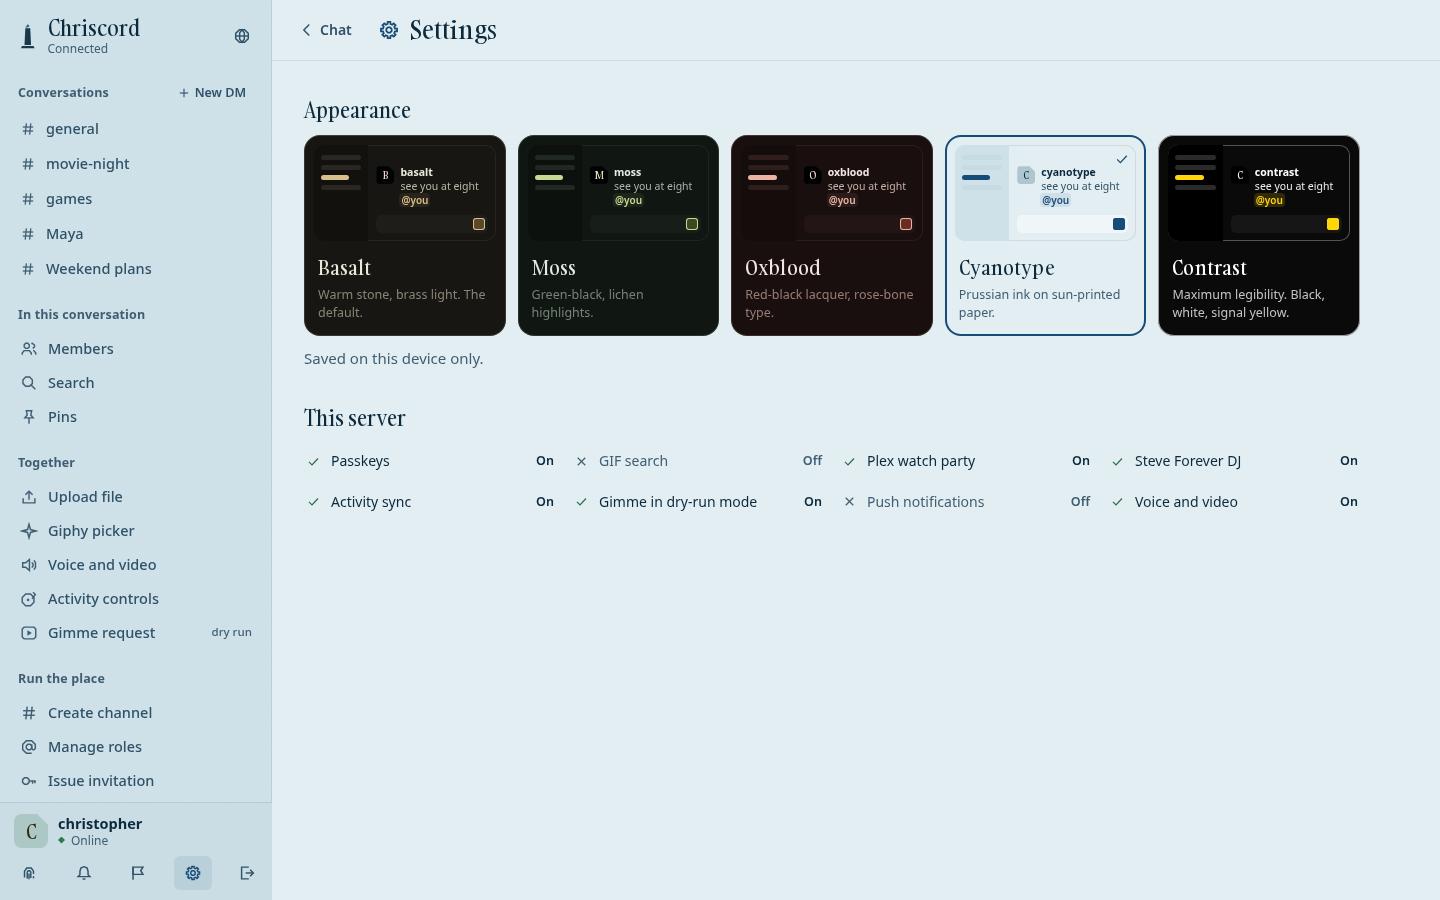 Chriscord
Connected
Conversations
New DM
general
movie-night
games
Maya
Weekend plans
In this conversation
Members
Search
Pins
Together
Upload file
Giphy picker
Voice and video
Activity controls
Gimme request
dry run
Run the place
Create channel
Manage roles
Issue invitation
C
christopher
Online
Chat
Settings
Appearance
B
basalt
see you at eight
@you
Basalt
Warm stone, brass light. The
default.
M
moss
see you at eight
@you
Moss
Green-black, lichen
highlights.
O
oxblood
see you at eight
@you
Oxblood
Red-black lacquer, rose-bone
type.
C
cyanotype
see you at eight
@you
Cyanotype
Prussian ink on sun-printed
paper.
C
contrast
see you at eight
@you
Contrast
Maximum legibility. Black,
white, signal yellow.
Saved on this device only.
This server
Passkeys On
GIF search Off
Plex watch party On
Steve Forever DJ On
Activity sync On
Gimme in dry-run mode On
Push notifications Off
Voice and video On